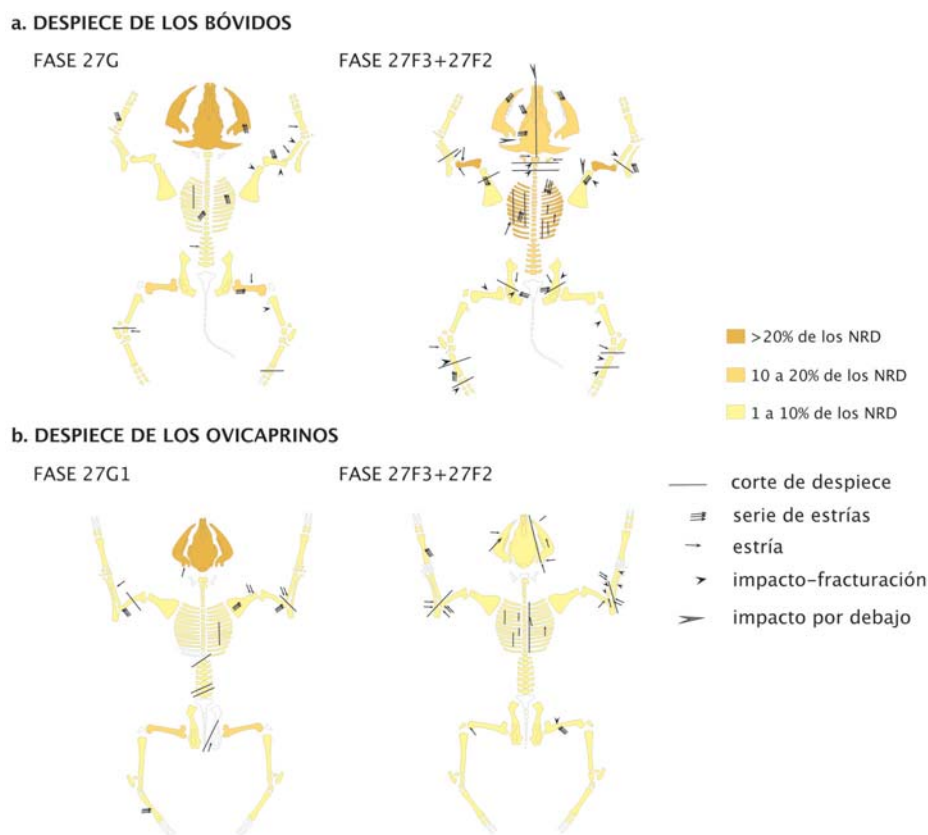 a. DESPIECE DE LOS BÓVIDOS
FASE 27G
FASE 27F3+27F2
>20% de los NRD
10 a 20% de los NRD
1 a 10% de los NRD
b. DESPIECE DE LOS OVICAPRINOS
FASE 27G1
FASE 27F3+27F2
corte de despiece
serie de estrías
estría
impacto-fracturación
impacto por debajo